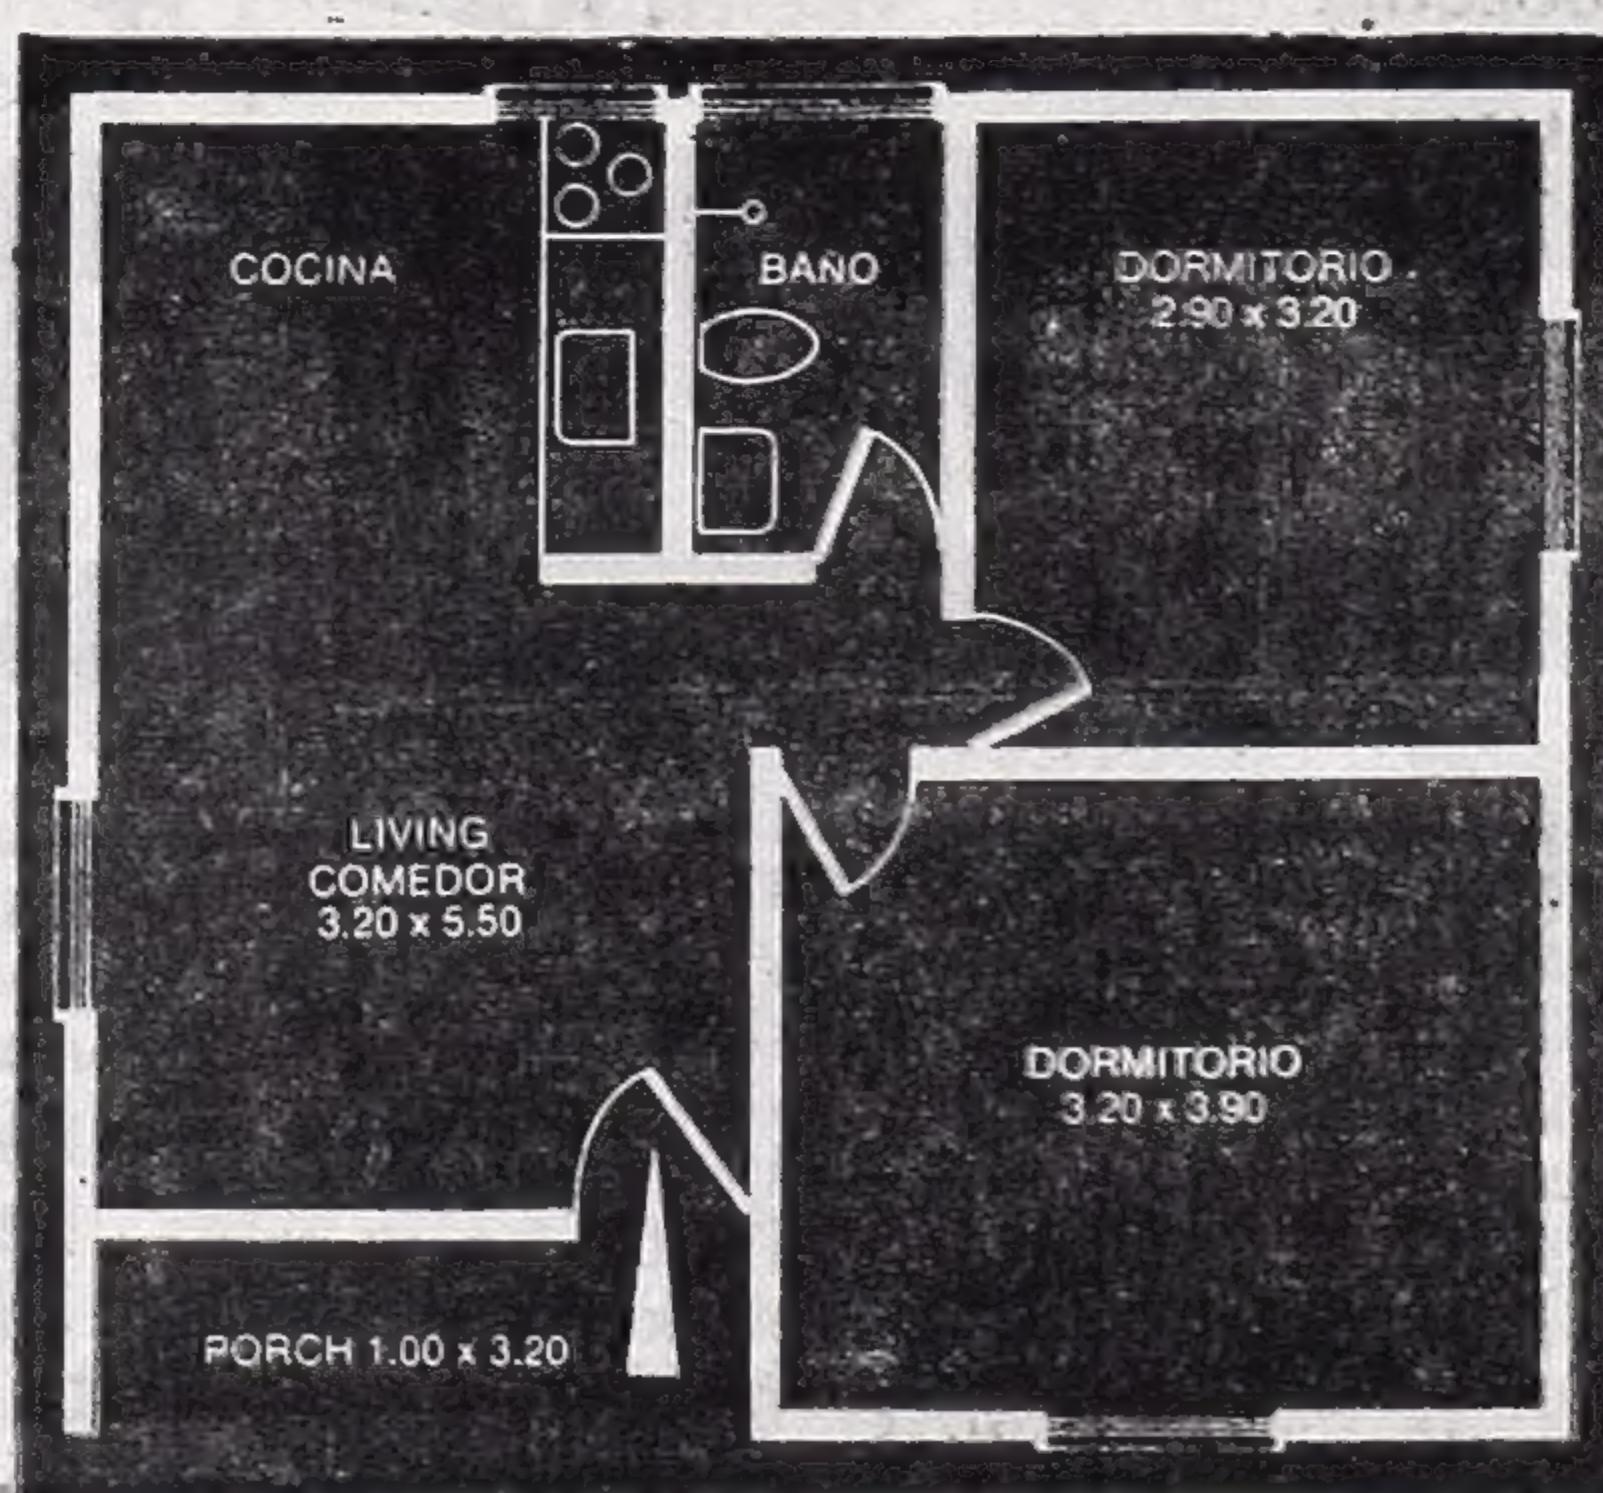 COCINA
BAÑO
DORMITORIO
2.90 x 3.20
LIVING
COMEDOR
3.20 x 5.50
DORMITORIO
3.20 x 3.90
PORCH 1.00 x 3.20